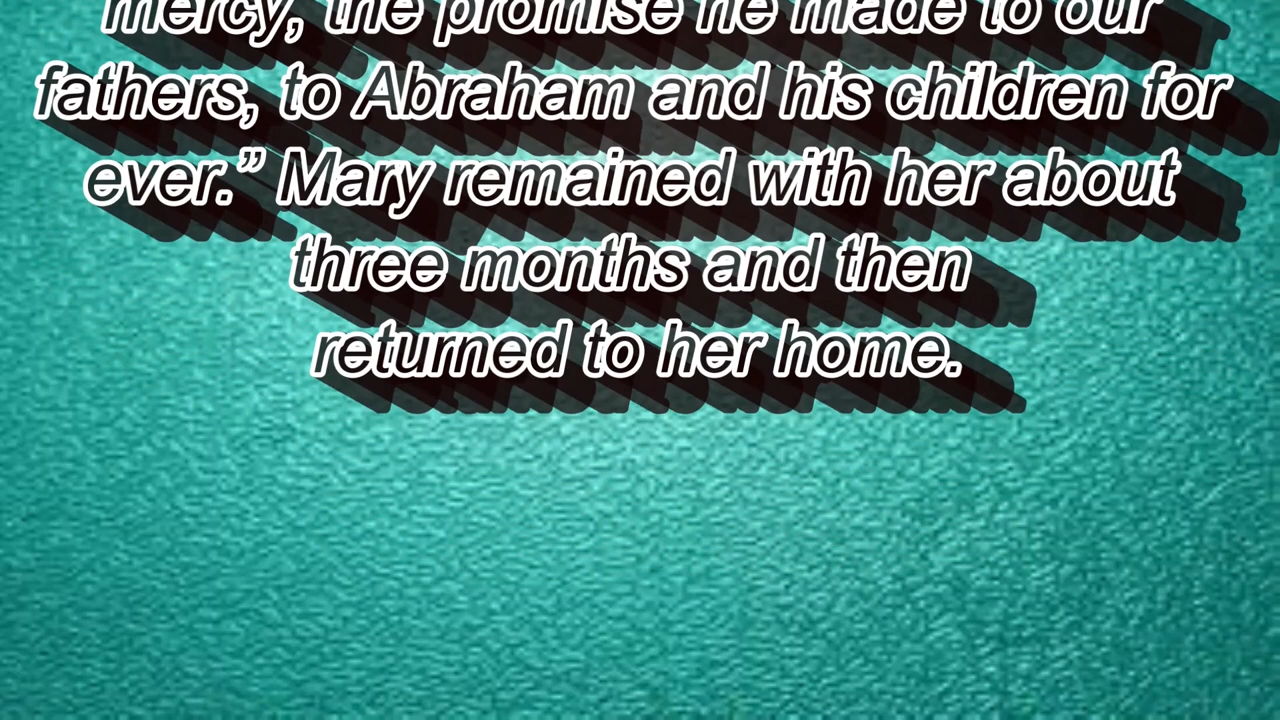 mercy, the promise he made to our
fathers, to Abraham and his children for
ever.” Mary remained with her about
three months and then
returned to her home.